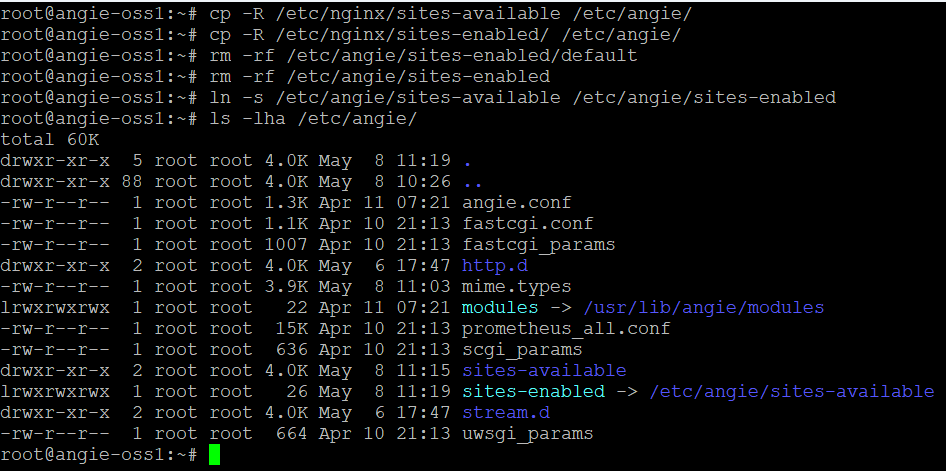 root@angie-oss1:~# cp -R /etc/nginx/sites-available /etc/angie/
root@angie-oss1:~# cp -R /etc/nginx/sites-enabled/ /etc/angie/
root@angie-oss1:~# rm -rf /etc/angie/sites-enabled/default
root@angie-oss1:~# rm -rf /etc/angie/sites-enabled
root@angie-oss1:~# ln -s /etc/angie/sites-available /etc/angie/sites-enabled
root@angie-oss1:~# ls -lha /etc/angie/
total 60K
drwxr-xr-x  5 root root 4.0K May  8 11:19 .
drwxr-xr-x 88 root root 4.0K May  8 10:26 ..
-rw-r--r--  1 root root 1.3K Apr 11 07:21 angie.conf
-rw-r--r--  1 root root 1.1K Apr 10 21:13 fastcgi.conf
-rw-r--r--  1 root root 1007 Apr 10 21:13 fastcgi_params
drwxr-xr-x  2 root root 4.0K May  6 17:47 http.d
-rw-r--r--  1 root root 3.9K May  8 11:03 mime.types
lrwxrwxrwx  1 root root   22 Apr 11 07:21 modules -> /usr/lib/angie/modules
-rw-r--r--  1 root root  15K Apr 10 21:13 prometheus_all.conf
-rw-r--r--  1 root root  636 Apr 10 21:13 scgi_params
drwxr-xr-x  2 root root 4.0K May  8 11:15 sites-available
lrwxrwxrwx  1 root root   26 May  8 11:19 sites-enabled -> /etc/angie/sites-available
drwxr-xr-x  2 root root 4.0K May  6 17:47 stream.d
-rw-r--r--  1 root root  664 Apr 10 21:13 uwsgi_params
root@angie-oss1:~#